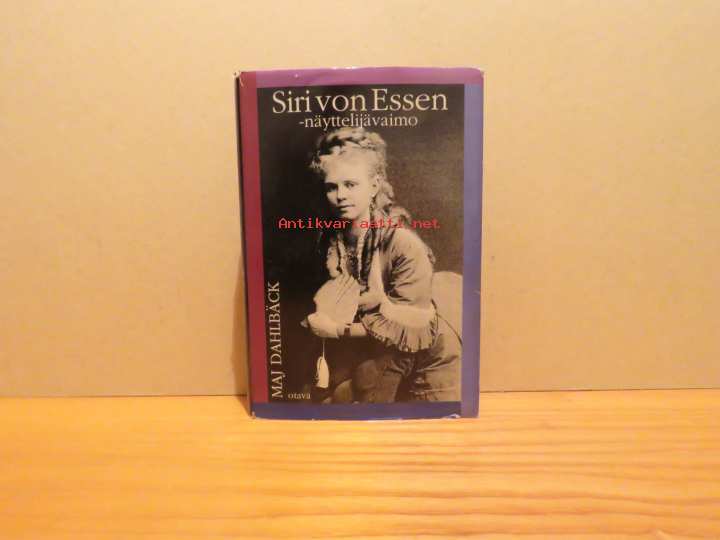 Siri von Essen
-näyttelijävaimo
Antikvariaatti.net
MAJ DAHLBÄCK
otava